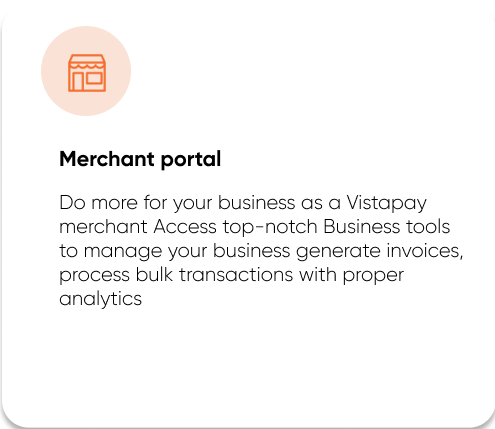 Merchant portal
Do more for your business as a Vistapay
merchant Access top-notch Business tools
to manage your business generate invoices,
process bulk transactions with proper
analytics